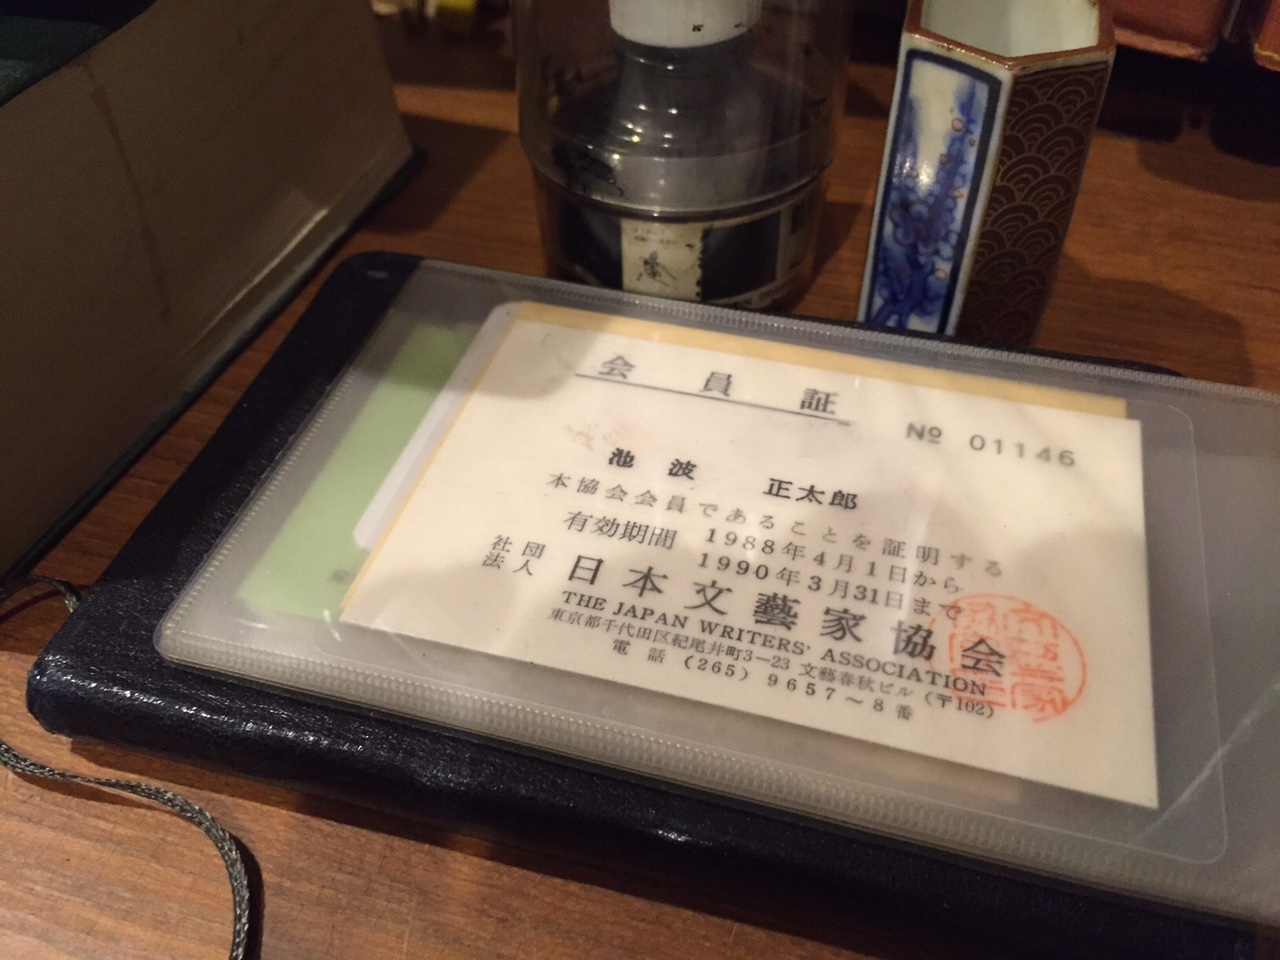 会員証
№ 01146
池波 正太郎
本協会会員であることを証明する
有効期間 1988年4月1日から
1990年3月31日まで
社団法人 日本文藝家協会
THE JAPAN WRITERS' ASSOCIATION
東京都千代田区紀尾井町3-23 文藝春秋ビル (〒102)
電話 (265) 9657～8番